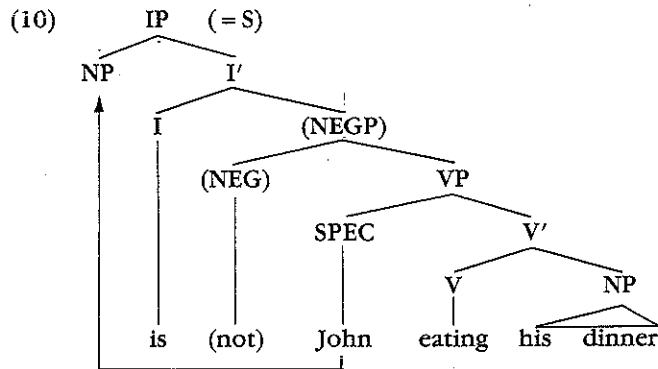 (10) IP (= S)
NP I′
I (NEGP)
(NEG) VP
SPEC V′
V NP
is (not) John eating his dinner